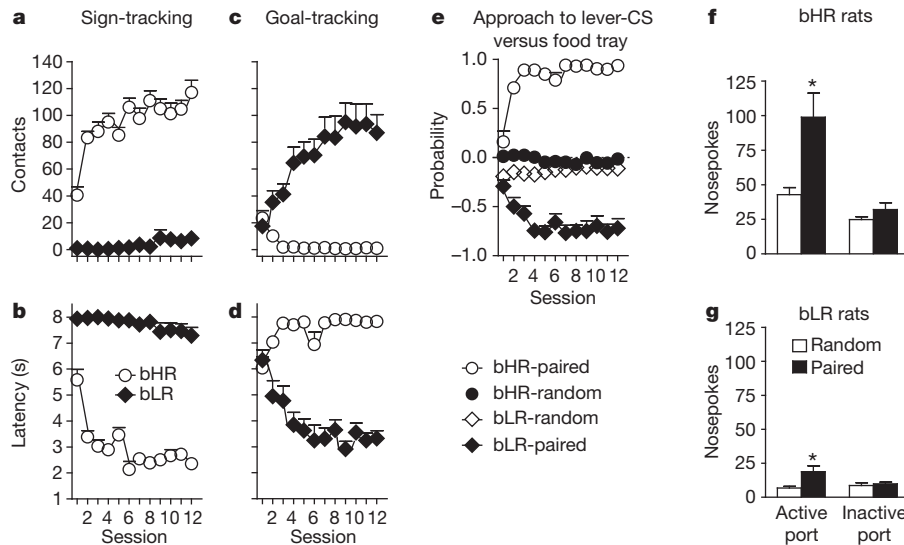 a
Sign-tracking
Contacts
140
120
100
80
60
40
20
0
c
Goal-tracking
e
Approach to lever-CS
versus food tray
Probability
1.0
0.5
0.0
−0.5
−1.0
2 4 6 8 10 12
Session
f
bHR rats
Nosepokes
125
100
75
50
25
0
*
b
Latency (s)
8
7
6
5
4
3
2
1
bHR
bLR
2 4 6 8 10 12
Session
d
2 4 6 8 10 12
Session
bHR-paired
bHR-random
bLR-random
bLR-paired
g
bLR rats
Nosepokes
125
100
75
50
25
0
Random
Paired
*
Active
port
Inactive
port